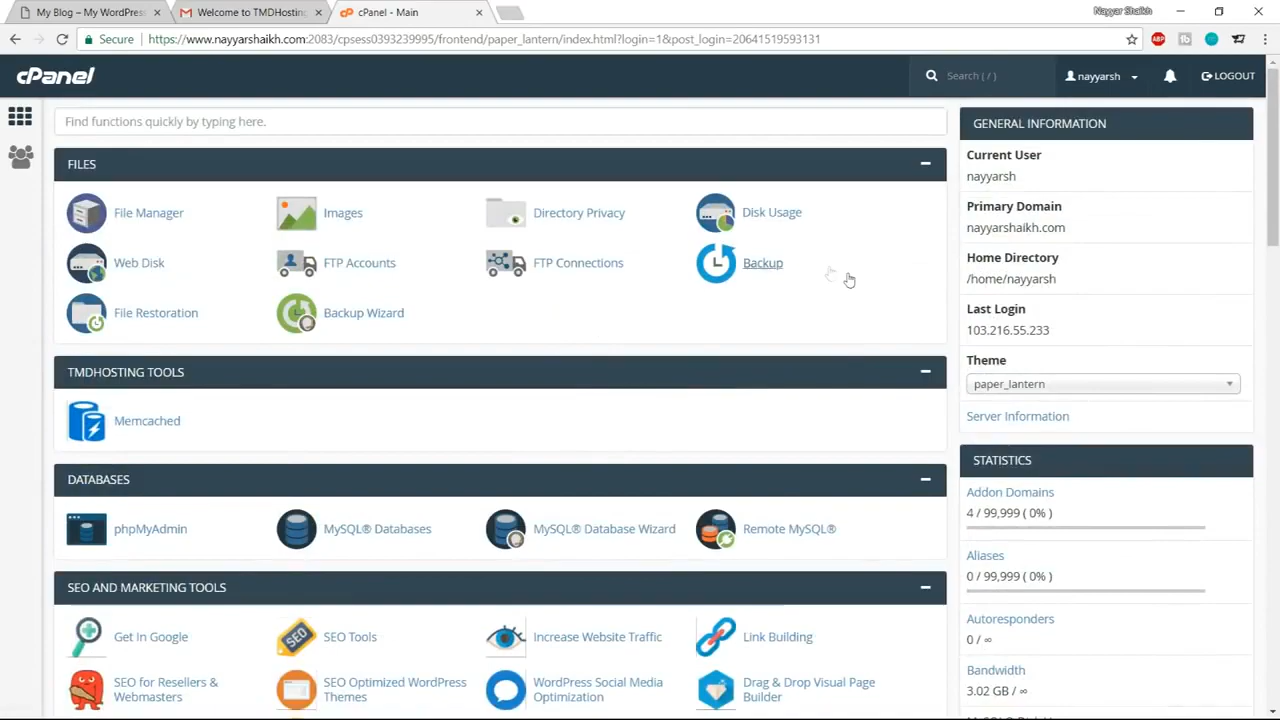 My Blog – My WordPress
Welcome to TMDHosting
cPanel - Main
Nayyar Shaikh
Secure
https://www.nayyarshaikh.com:2083/cpsess0393239995/frontend/paper_lantern/index.html?login=1&post_login=20641519593131
ABP
cPanel
Search ( / )
nayyarsh
LOGOUT
Find functions quickly by typing here.
FILES
File Manager
Images
Directory Privacy
Disk Usage
Web Disk
FTP Accounts
FTP Connections
Backup
File Restoration
Backup Wizard
TMDHOSTING TOOLS
Memcached
DATABASES
phpMyAdmin
MySQL® Databases
MySQL® Database Wizard
Remote MySQL®
SEO AND MARKETING TOOLS
Get In Google
SEO
SEO Tools
Increase Website Traffic
Link Building
SEO for Resellers &
Webmasters
SEO Optimized WordPress
Themes
WordPress Social Media
Optimization
Drag & Drop Visual Page
Builder
GENERAL INFORMATION
Current User
nayyarsh
Primary Domain
nayyarshaikh.com
Home Directory
/home/nayyarsh
Last Login
103.216.55.233
Theme
paper_lantern
Server Information
STATISTICS
Addon Domains
4 / 99,999 ( 0% )
Aliases
0 / 99,999 ( 0% )
Autoresponders
0 / ∞
Bandwidth
3.02 GB / ∞